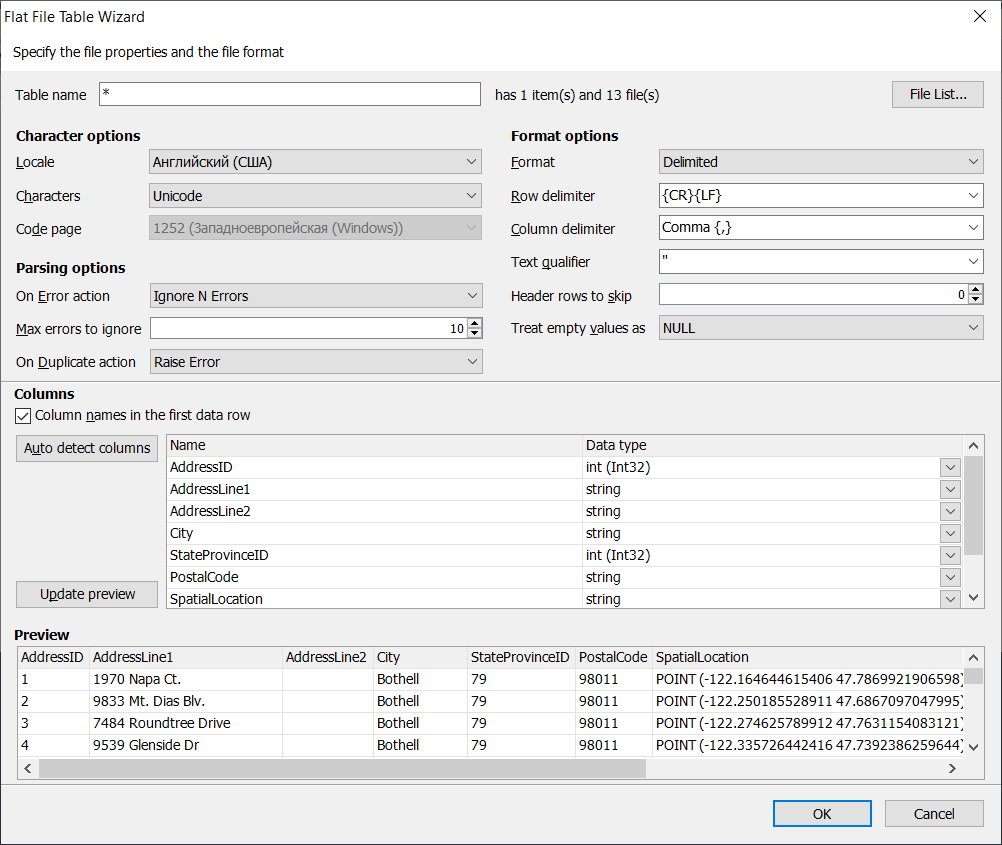 Flat File Table Wizard
Specify the file properties and the file format
Table name * has 1 item(s) and 13 file(s) File List...
Character options
Locale Английский (США)
Characters Unicode
Code page 1252 (Западноевропейская (Windows))
Parsing options
On Error action Ignore N Errors
Max errors to ignore 10
On Duplicate action Raise Error
Format options
Format Delimited
Row delimiter {CR}{LF}
Column delimiter Comma {,}
Text qualifier "
Header rows to skip 0
Treat empty values as NULL
Columns
Column names in the first data row
Auto detect columns
Update preview
Name Data type
AddressID int (Int32)
AddressLine1 string
AddressLine2 string
City string
StateProvinceID int (Int32)
PostalCode string
SpatialLocation string
Preview
AddressID AddressLine1 AddressLine2 City StateProvinceID PostalCode SpatialLocation
1 1970 Napa Ct. Bothell 79 98011 POINT (-122.164644615406 47.7869921906598)
2 9833 Mt. Dias Blv. Bothell 79 98011 POINT (-122.250185528911 47.6867097047995)
3 7484 Roundtree Drive Bothell 79 98011 POINT (-122.274625789912 47.7631154083121)
4 9539 Glenside Dr Bothell 79 98011 POINT (-122.335726442416 47.7392386259644)
OK Cancel